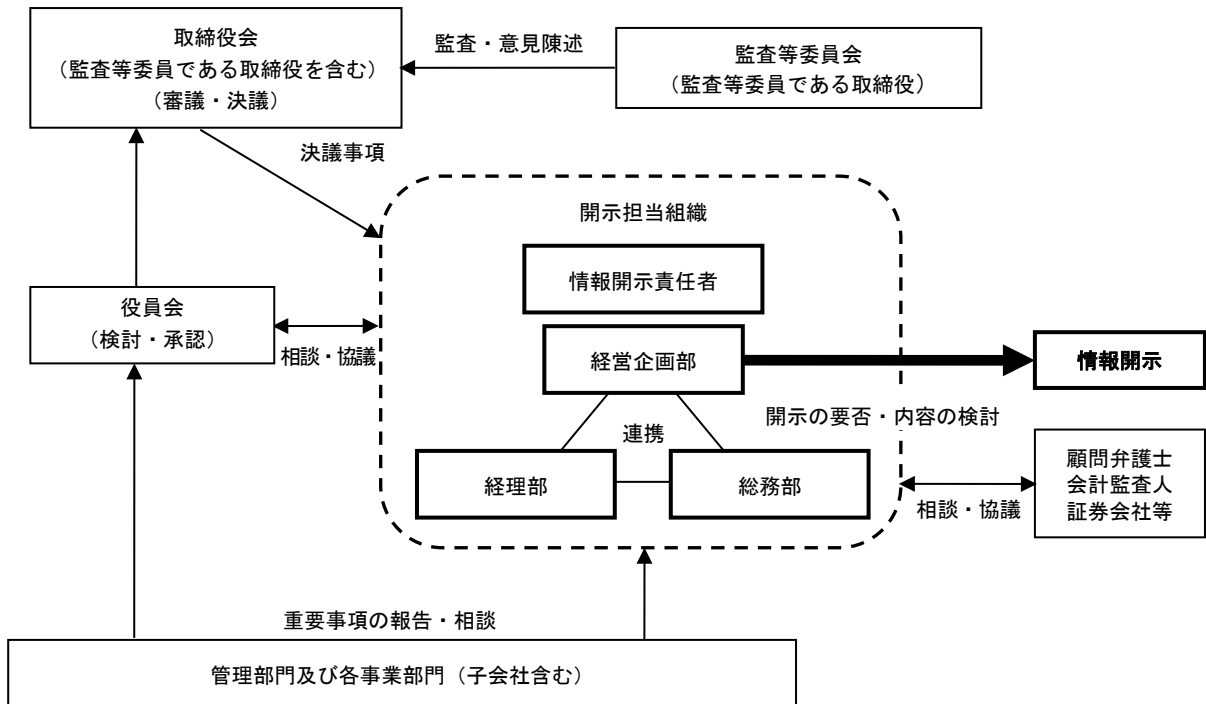 取締役会
（監査等委員である取締役を含む）
（審議・決議）
監査・意見陳述
監査等委員会
（監査等委員である取締役）
決議事項
開示担当組織
情報開示責任者
役員会
（検討・承認）
相談・協議
経営企画部
情報開示
開示の要否・内容の検討
連携
経理部
総務部
顧問弁護士
会計監査人
証券会社等
相談・協議
重要事項の報告・相談
管理部門及び各事業部門（子会社含む）